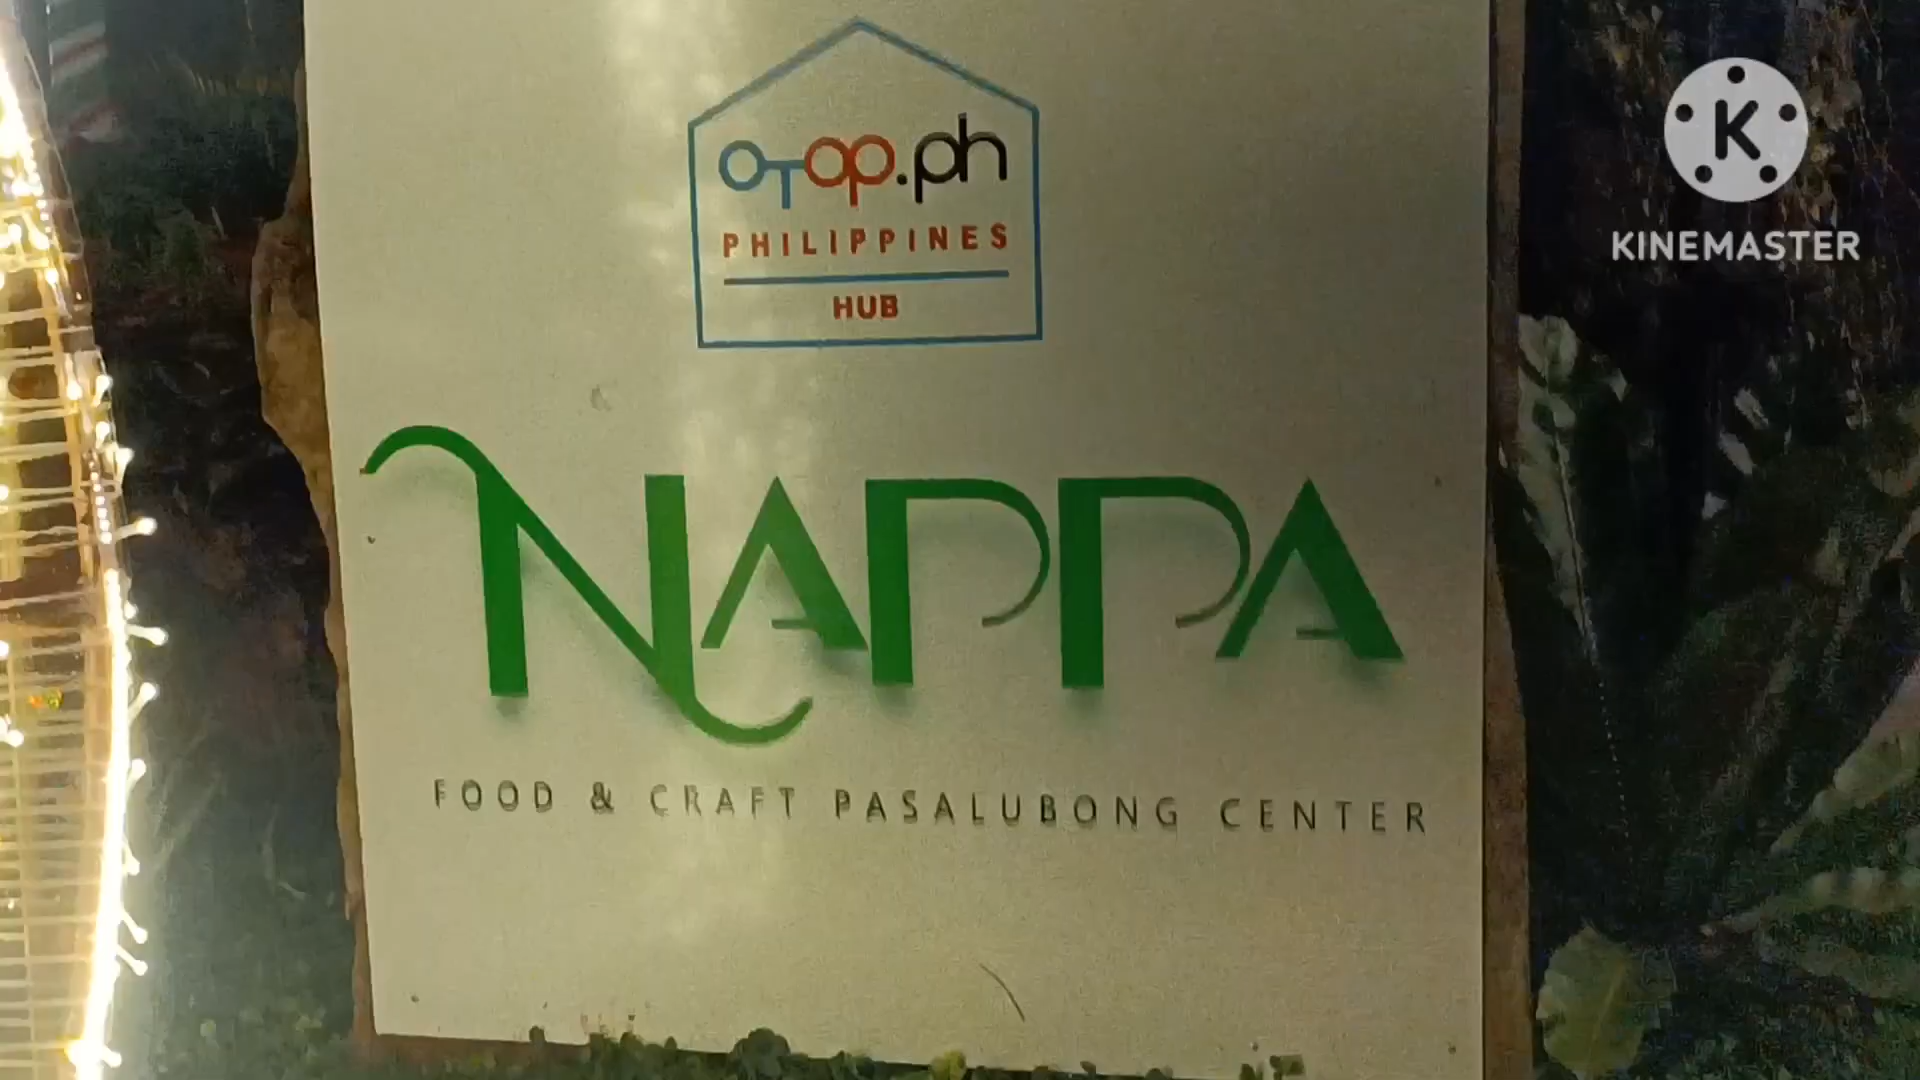 OTOP.ph
PHILIPPINES
HUB
K
KINEMASTER
NAPPA
FOOD & CRAFT PASALUBONG CENTER